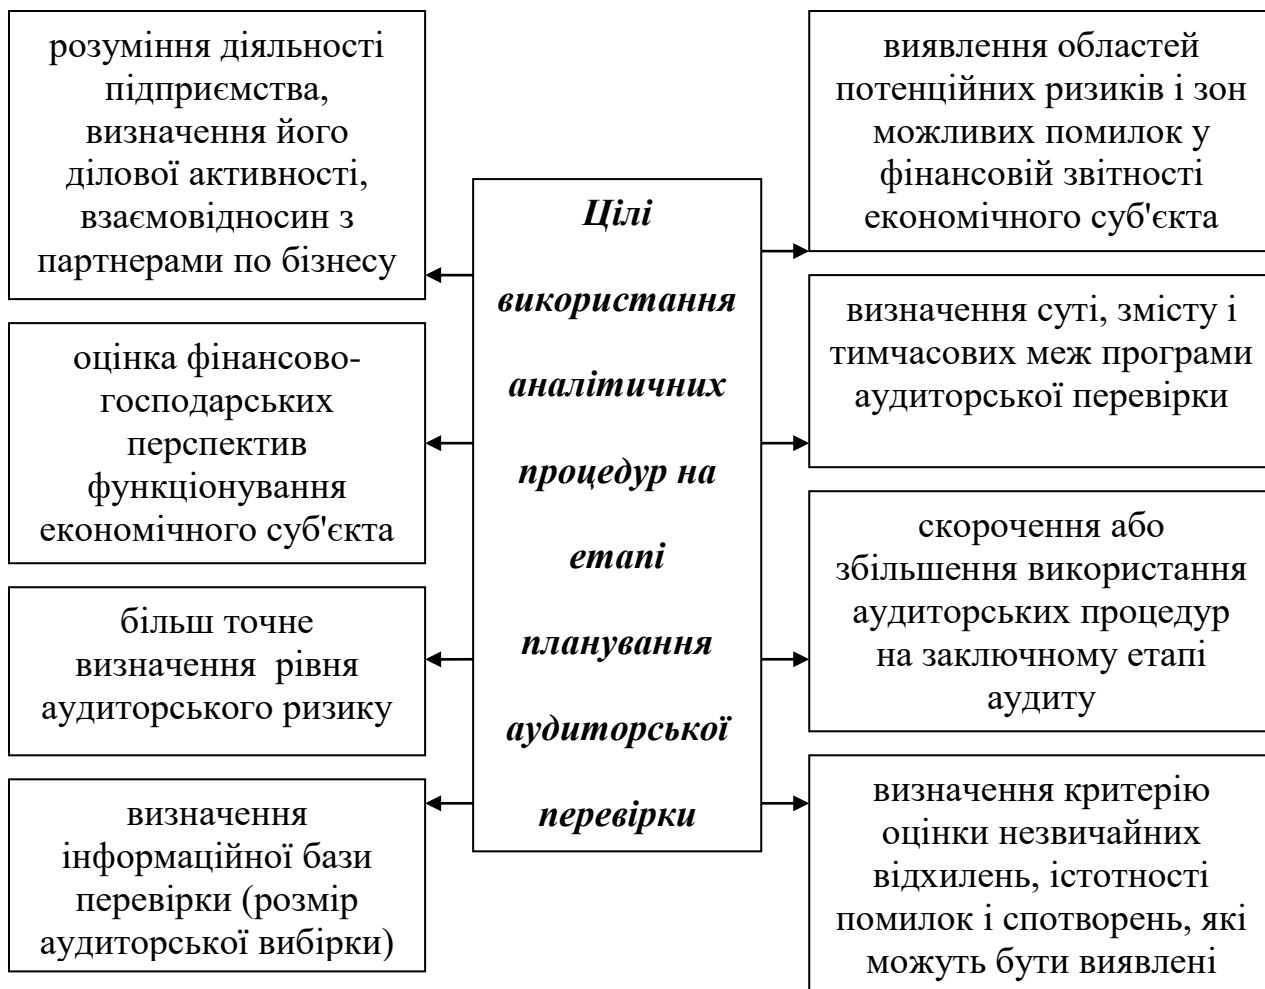 розуміння діяльності
підприємства,
визначення його
ділової активності,
взаємовідносин з
партнерами по бізнесу
оцінка фінансово-
господарських
перспектив
функціонування
економічного суб'єкта
більш точне
визначення рівня
аудиторського ризику
визначення
інформаційної бази
перевірки (розмір
аудиторської вибірки)
Цілі
використання
аналітичних
процедур на
етапі
планування
аудиторської
перевірки
виявлення областей
потенційних ризиків і зон
можливих помилок у
фінансовій звітності
економічного суб'єкта
визначення суті, змісту і
тимчасових меж програми
аудиторської перевірки
скорочення або
збільшення використання
аудиторських процедур
на заключному етапі
аудиту
визначення критерію
оцінки незвичайних
відхилень, істотності
помилок і спотворень, які
можуть бути виявлені